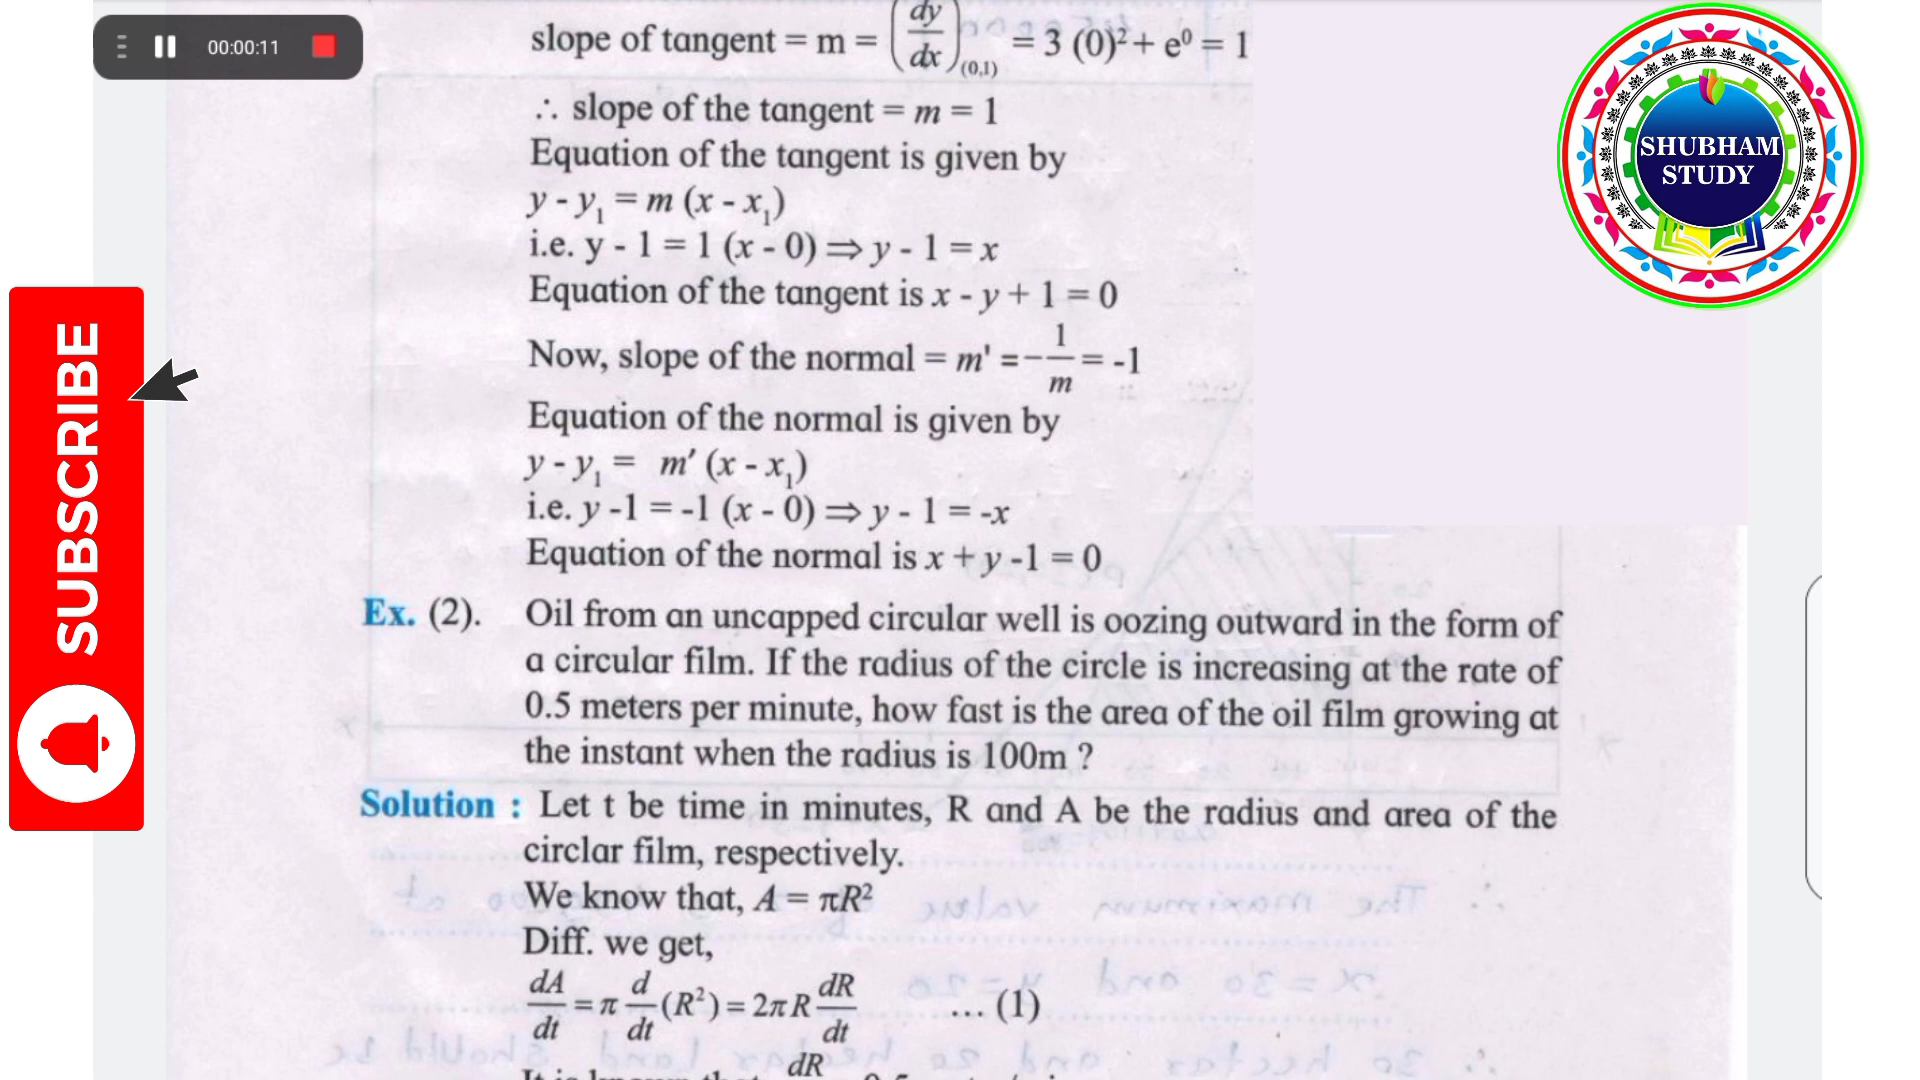 00:00:11
slope of tangent = m = (dy/dx)(0,1) = 3 (0)² + e⁰ = 1
∴ slope of the tangent = m = 1
Equation of the tangent is given by
y - y₁ = m (x - x₁)
i.e. y - 1 = 1 (x - 0) ⇒ y - 1 = x
Equation of the tangent is x - y + 1 = 0
Now, slope of the normal = m' = -1/m = -1
Equation of the normal is given by
y - y₁ = m′ (x - x₁)
i.e. y -1 = -1 (x - 0) ⇒ y - 1 = -x
Equation of the normal is x + y -1 = 0
Ex. (2). Oil from an uncapped circular well is oozing outward in the form of
a circular film. If the radius of the circle is increasing at the rate of
0.5 meters per minute, how fast is the area of the oil film growing at
the instant when the radius is 100m ?
Solution : Let t be time in minutes, R and A be the radius and area of the
circlar film, respectively.
We know that, A = πR²
Diff. we get,
dA/dt = π d/dt (R²) = 2π R dR/dt ... (1)
dR
SHUBHAM
STUDY
SUBSCRIBE